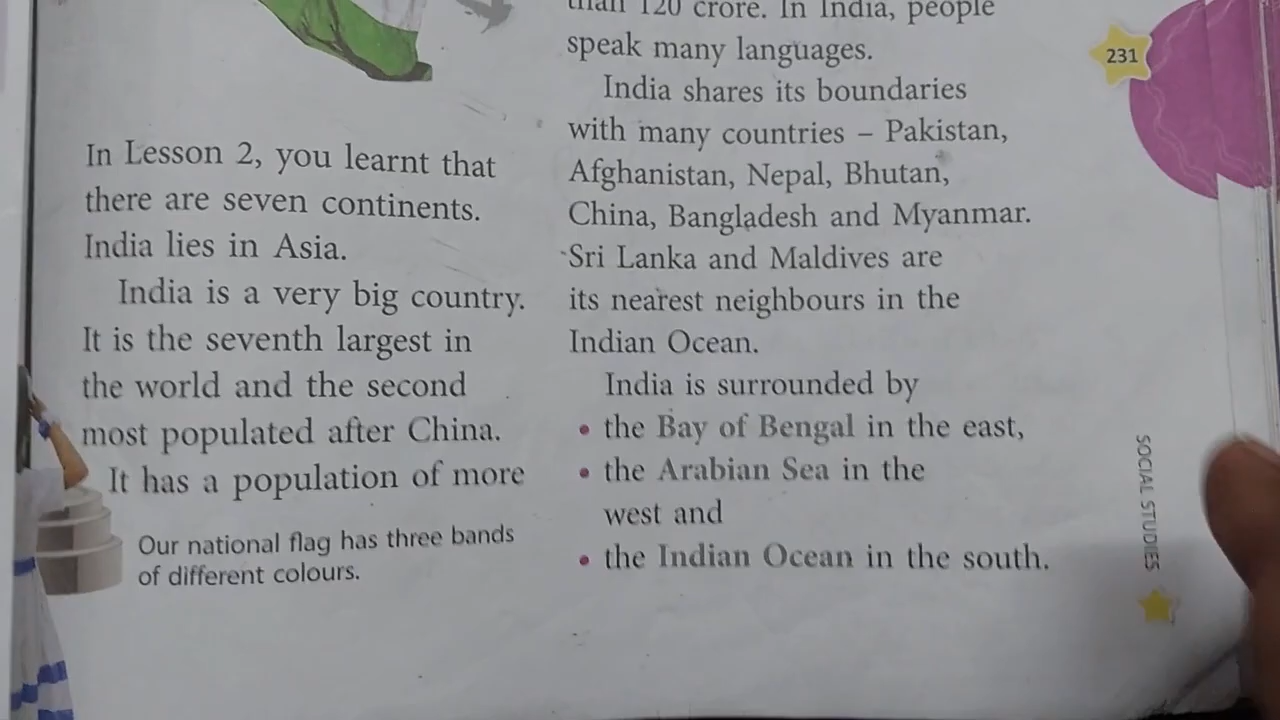 In Lesson 2, you learnt that
there are seven continents.
India lies in Asia.
India is a very big country.
It is the seventh largest in
the world and the second
most populated after China.
It has a population of more
Our national flag has three bands
of different colours.
than 120 crore. In India, people
speak many languages.
India shares its boundaries
with many countries – Pakistan,
Afghanistan, Nepal, Bhutan,
China, Bangladesh and Myanmar.
Sri Lanka and Maldives are
its nearest neighbours in the
Indian Ocean.
India is surrounded by
• the Bay of Bengal in the east,
• the Arabian Sea in the
west and
• the Indian Ocean in the south.
231
SOCIAL STUDIES